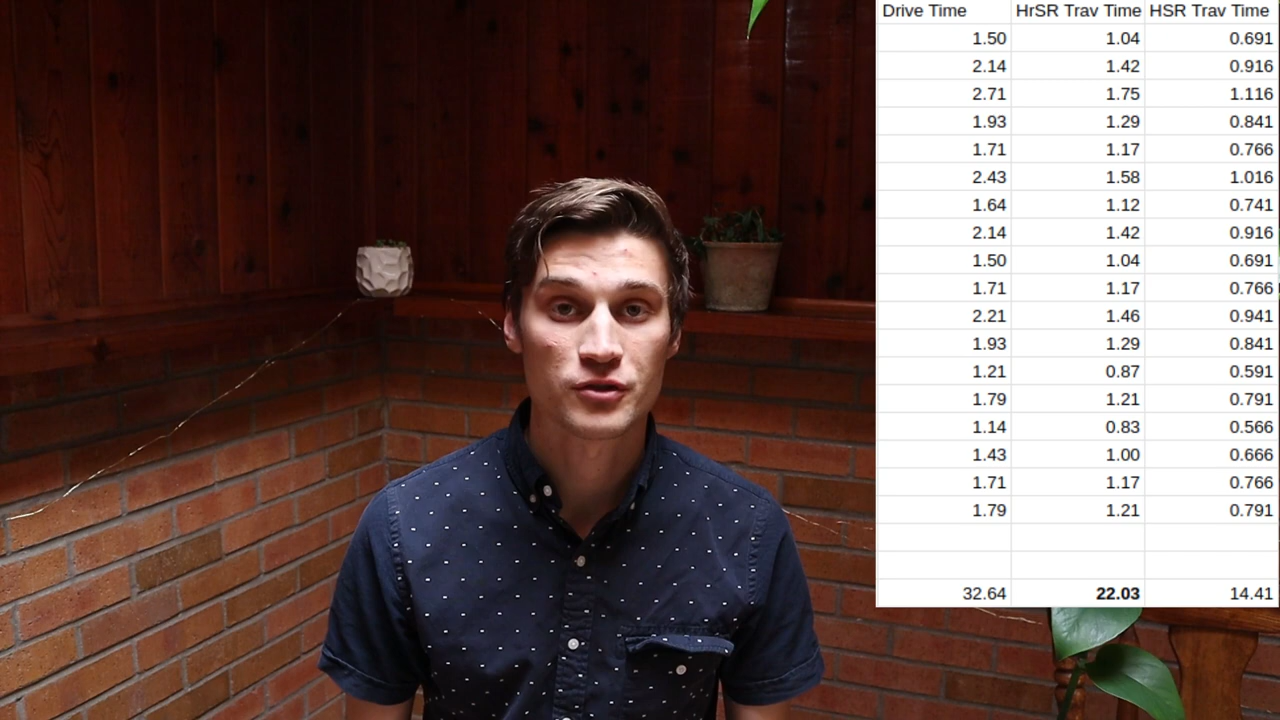 Drive Time HrSR Trav Time HSR Trav Time
1.50 1.04 0.691
2.14 1.42 0.916
2.71 1.75 1.116
1.93 1.29 0.841
1.71 1.17 0.766
2.43 1.58 1.016
1.64 1.12 0.741
2.14 1.42 0.916
1.50 1.04 0.691
1.71 1.17 0.766
2.21 1.46 0.941
1.93 1.29 0.841
1.21 0.87 0.591
1.79 1.21 0.791
1.14 0.83 0.566
1.43 1.00 0.666
1.71 1.17 0.766
1.79 1.21 0.791
32.64 22.03 14.41